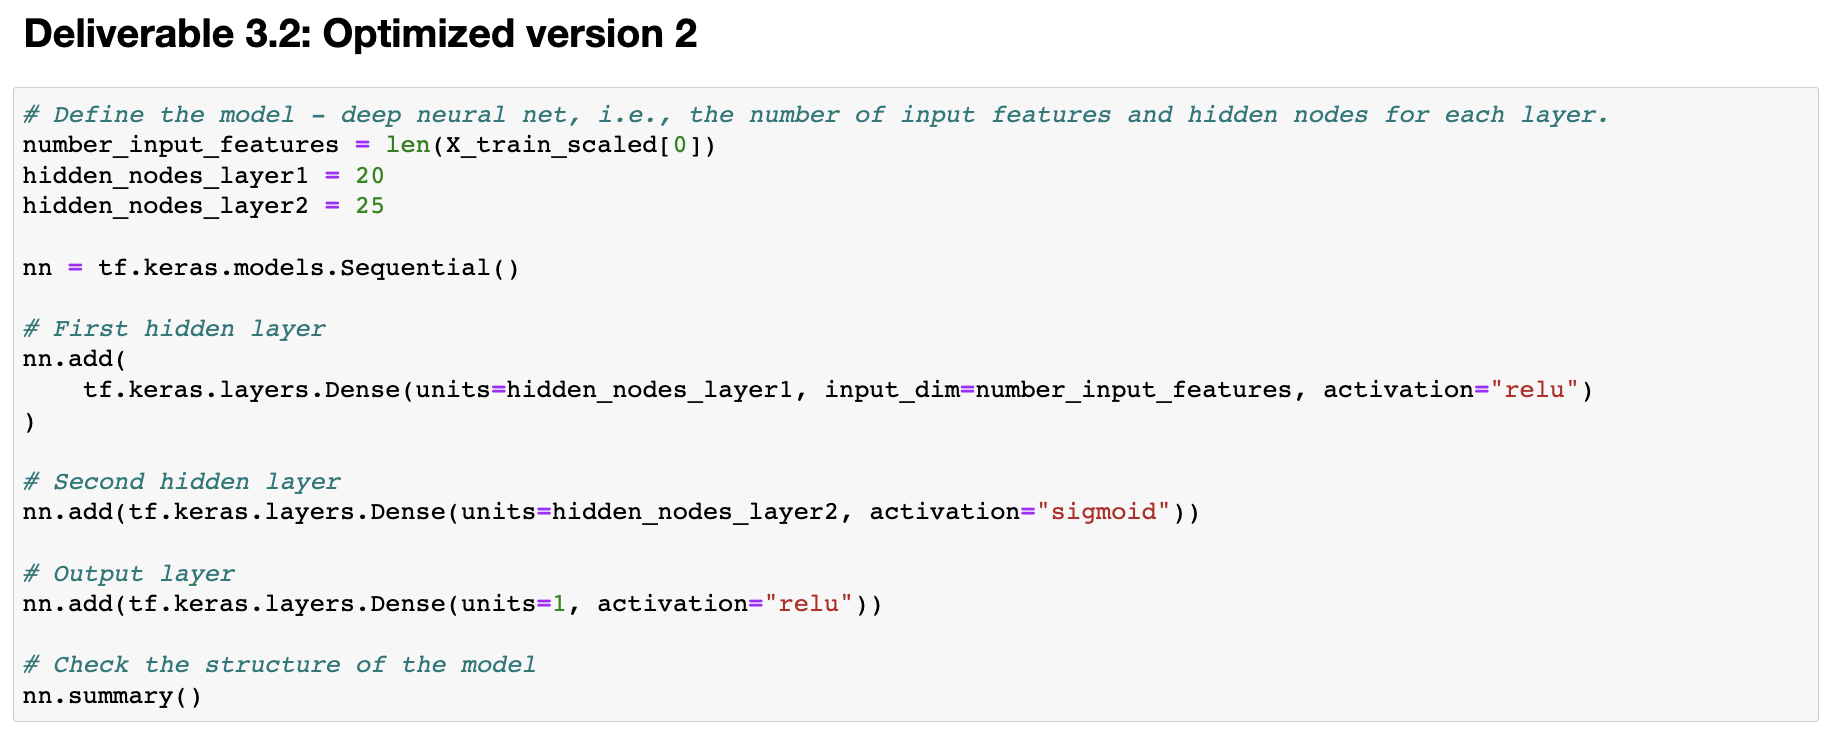 Deliverable 3.2: Optimized version 2
# Define the model - deep neural net, i.e., the number of input features and hidden nodes for each layer.
number_input_features = len(X_train_scaled[0])
hidden_nodes_layer1 = 20
hidden_nodes_layer2 = 25
nn = tf.keras.models.Sequential()
# First hidden layer
nn.add(
    tf.keras.layers.Dense(units=hidden_nodes_layer1, input_dim=number_input_features, activation="relu")
)
# Second hidden layer
nn.add(tf.keras.layers.Dense(units=hidden_nodes_layer2, activation="sigmoid"))
# Output layer
nn.add(tf.keras.layers.Dense(units=1, activation="relu"))
# Check the structure of the model
nn.summary()